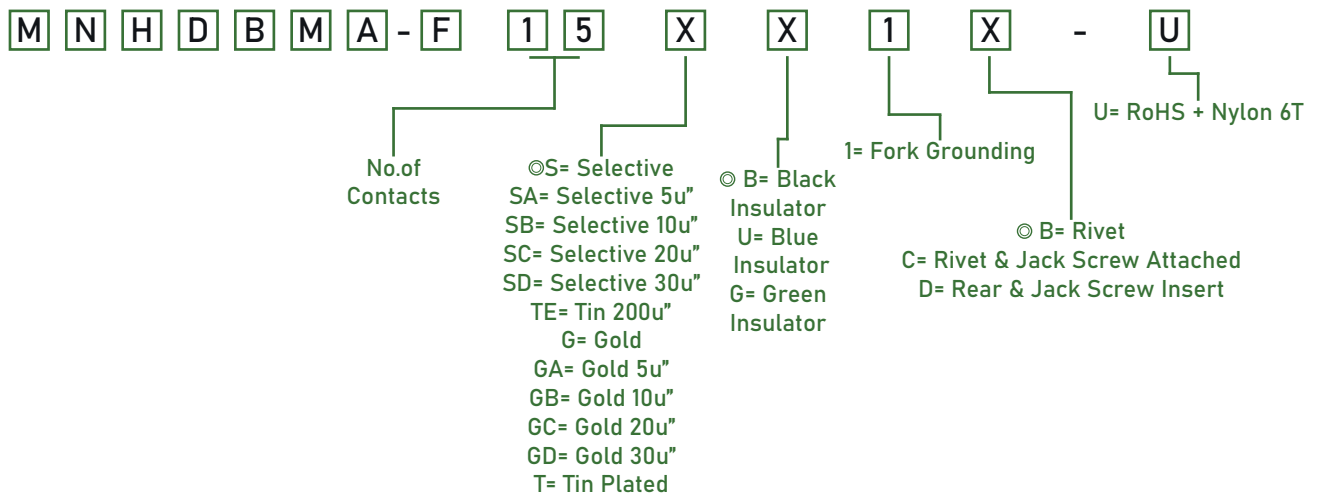 MNHDBMA-F 15 X X 1 X - U
U= RoHS + Nylon 6T
1= Fork Grounding
No.of
Contacts
◎S= Selective
SA= Selective 5u”
SB= Selective 10u”
SC= Selective 20u”
SD= Selective 30u”
TE= Tin 200u”
G= Gold
GA= Gold 5u”
GB= Gold 10u”
GC= Gold 20u”
GD= Gold 30u”
T= Tin Plated
◎ B= Black
Insulator
U= Blue
Insulator
G= Green
Insulator
◎ B= Rivet
C= Rivet & Jack Screw Attached
D= Rear & Jack Screw Insert